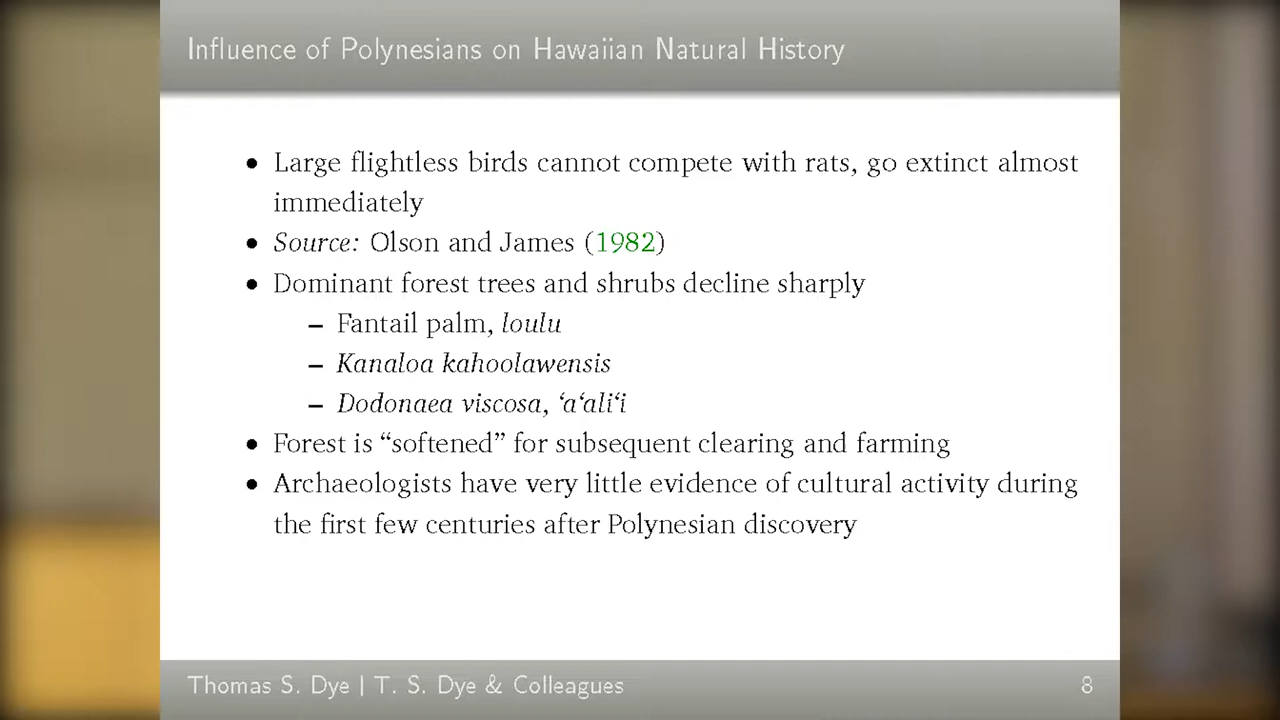 Influence of Polynesians on Hawaiian Natural History
• Large flightless birds cannot compete with rats, go extinct almost
immediately
• Source: Olson and James (1982)
• Dominant forest trees and shrubs decline sharply
– Fantail palm, loulu
– Kanaloa kahoolawensis
– Dodonaea viscosa, ‘a‘ali‘i
• Forest is “softened” for subsequent clearing and farming
• Archaeologists have very little evidence of cultural activity during
the first few centuries after Polynesian discovery
Thomas S. Dye | T. S. Dye & Colleagues
8